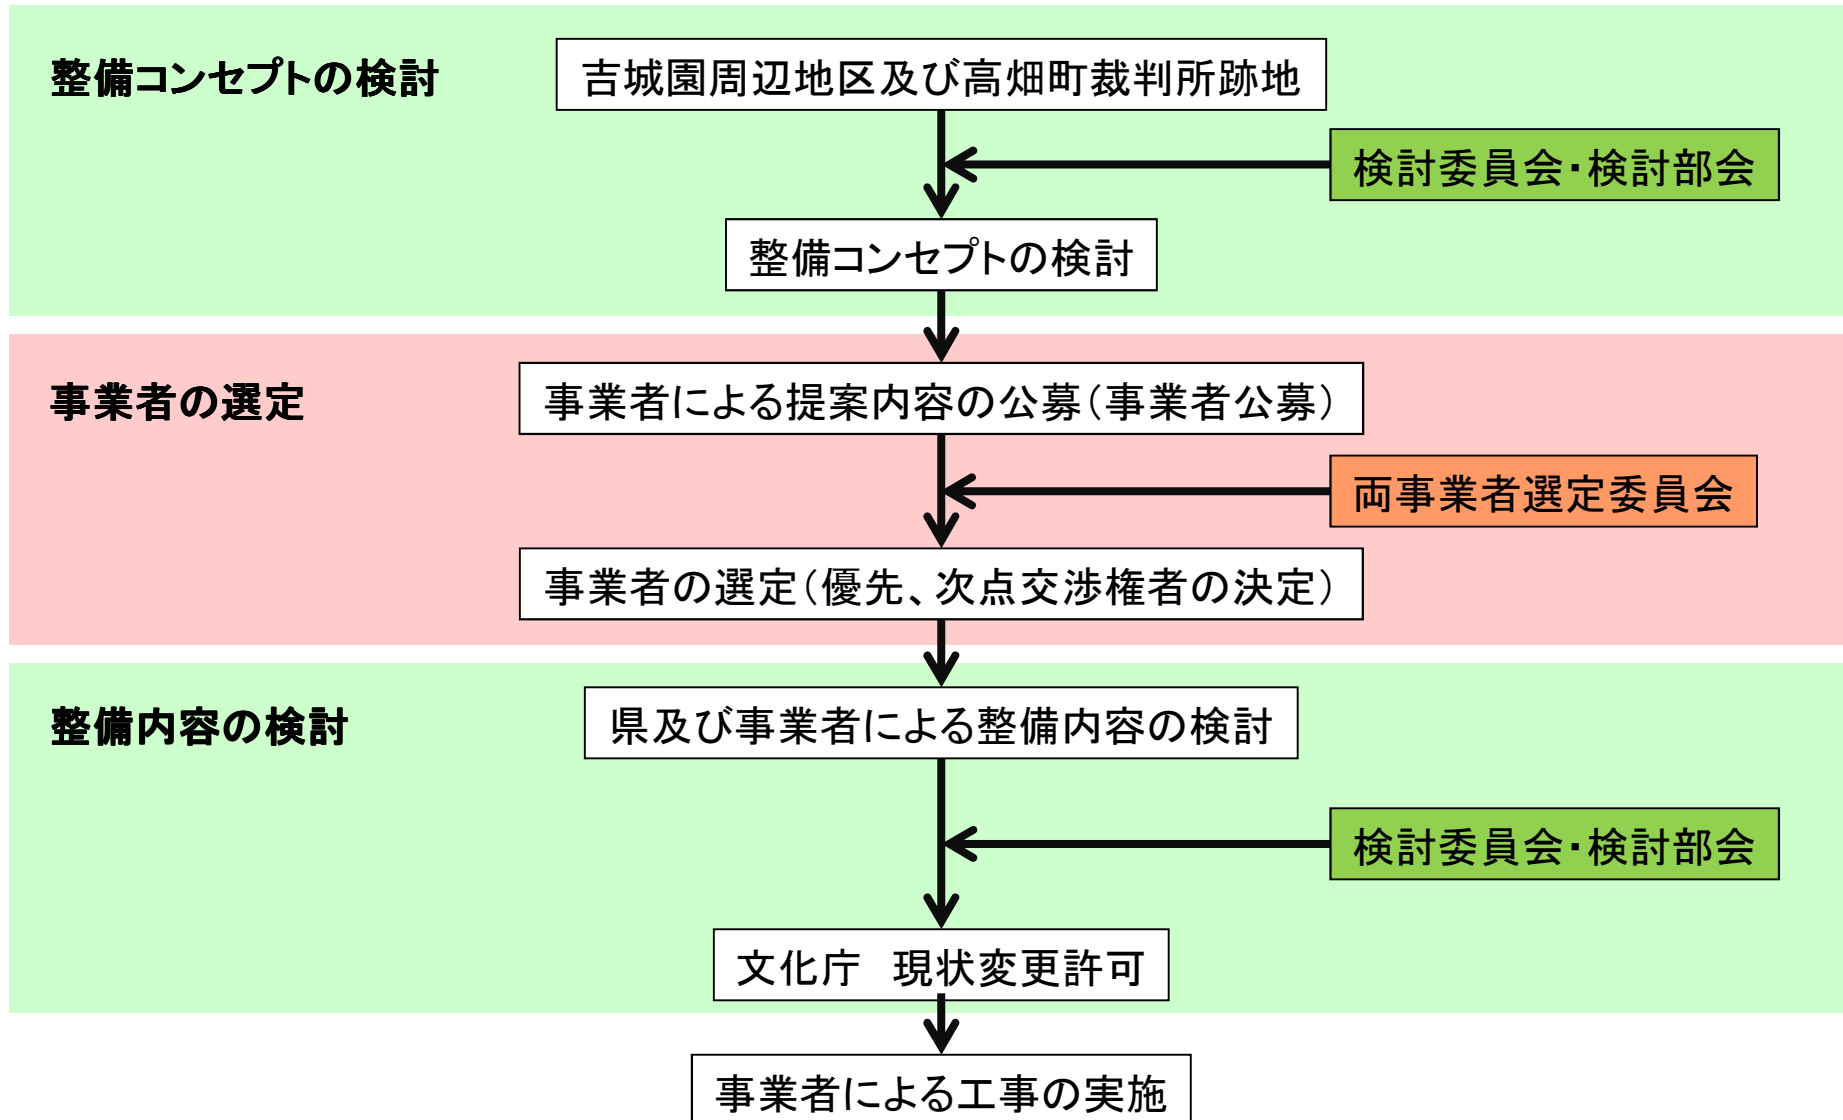 整備コンセプトの検討
吉城園周辺地区及び高畑町裁判所跡地
検討委員会・検討部会
整備コンセプトの検討
事業者の選定
事業者による提案内容の公募(事業者公募)
両事業者選定委員会
事業者の選定(優先、次点交渉権者の決定)
整備内容の検討
県及び事業者による整備内容の検討
検討委員会・検討部会
文化庁　現状変更許可
事業者による工事の実施